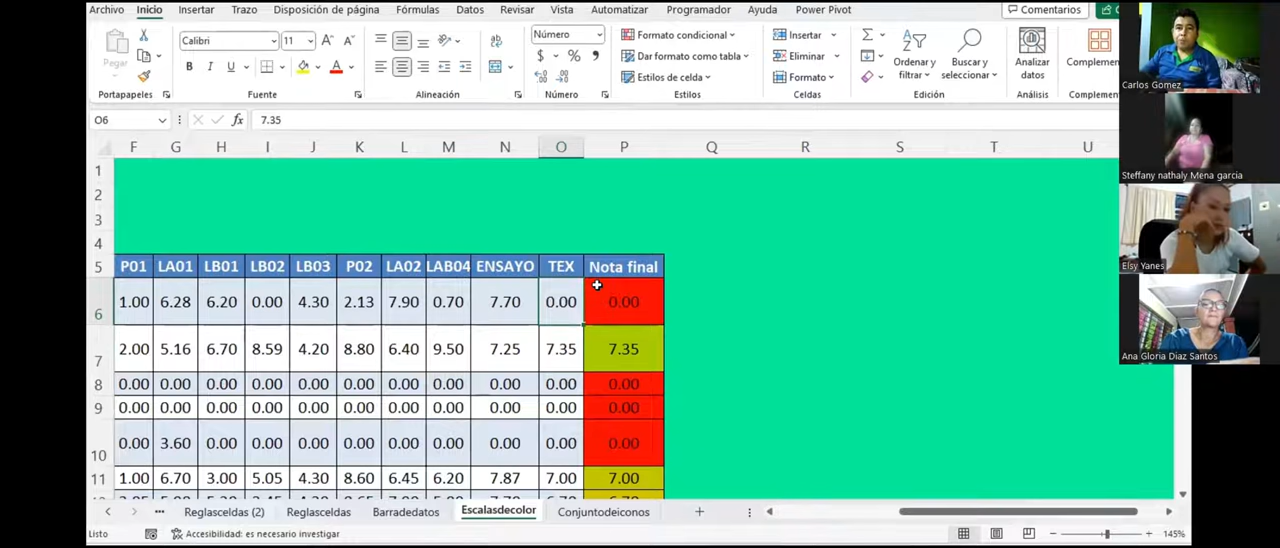 Archivo Inicio Insertar Trazo Disposición de página Fórmulas Datos Revisar Vista Automatizar Programador Ayuda Power Pivot Comentarios
Pegar
Portapapeles
Calibri 11
N K S A A
Fuente
Alineación
Número
$ % 
Número
Formato condicional
Dar formato como tabla
Estilos de celda
Estilos
Insertar
Eliminar
Formato
Celdas
Ordenar y filtrar
Buscar y seleccionar
Edición
Analizar datos
Análisis
Complemen
Complemen
O6 fx 7.35
F G H I J K L M N O P Q R S T U
1
2
3
4
5 P01 LA01 LB01 LB02 LB03 P02 LA02 LAB04 ENSAYO TEX Nota final
6 1.00 6.28 6.20 0.00 4.30 2.13 7.90 0.70 7.70 0.00 0.00
7 2.00 5.16 6.70 8.59 4.20 8.80 6.40 9.50 7.25 7.35 7.35
8 0.00 0.00 0.00 0.00 0.00 0.00 0.00 0.00 0.00 0.00 0.00
9 0.00 0.00 0.00 0.00 0.00 0.00 0.00 0.00 0.00 0.00 0.00
10 0.00 3.60 0.00 0.00 0.00 0.00 0.00 0.00 0.00 0.00 0.00
11 1.00 6.70 3.00 5.05 4.30 8.60 6.45 6.20 7.87 7.00 7.00
Reglasceldas (2) Reglasceldas Barradedatos Escalasdecolor Conjuntodeiconos
Listo Accesibilidad: es necesario investigar 145%
Carlos Gomez
Steffany nathaly Mena garcia
Elsy Yanes
Ana Gloria Diaz Santos